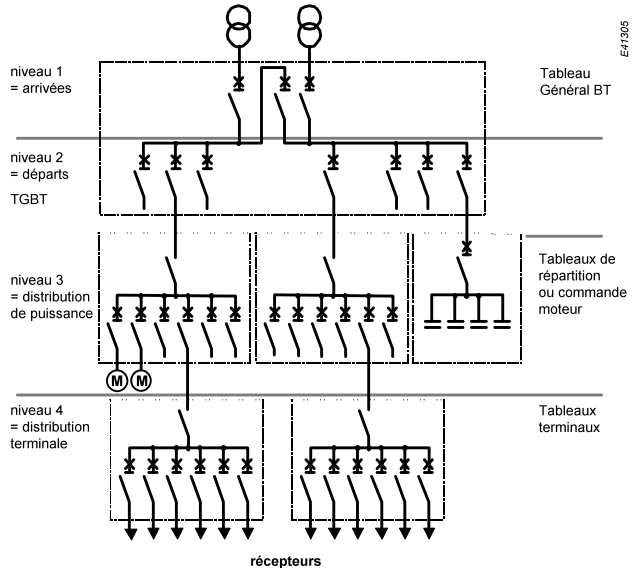 E41305
niveau 1
= arrivées
Tableau
Général BT
niveau 2
= départs
TGBT
niveau 3
= distribution
de puissance
Tableaux de
répartition
ou commande
moteur
M M
niveau 4
= distribution
terminale
Tableaux
terminaux
récepteurs